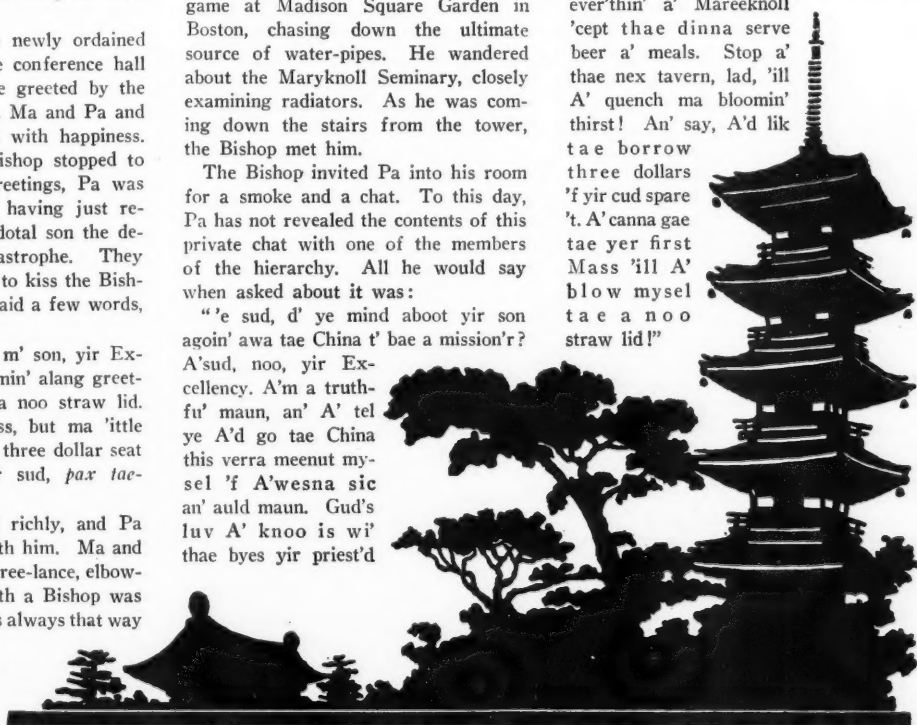 newly ordained
conference hall
greeted by the
Ma and Pa and
with happiness.
ishop stopped to
reetings, Pa was
having just re-
dotal son the de-
astrophe. They
to kiss the Bish-
aid a few words,
m' son, yir Ex-
min' alang greet-
a noo straw lid.
ss, but ma 'ittle
three dollar seat
sud, pax tae-
richly, and Pa
th him. Ma and
ree-lance, elbow-
th a Bishop was
s always that way
game at Madison Square Garden in
Boston, chasing down the ultimate
source of water-pipes. He wandered
about the Maryknoll Seminary, closely
examining radiators. As he was com-
ing down the stairs from the tower,
the Bishop met him.
The Bishop invited Pa into his room
for a smoke and a chat. To this day,
Pa has not revealed the contents of this
private chat with one of the members
of the hierarchy. All he would say
when asked about it was:
" 'e sud, d' ye mind aboot yir son
agoin' awa tae China t' bae a mission'r?
A'sud, noo, yir Ex-
cellency. A'm a truth-
fu' maun, an' A' tel
ye A'd go tae China
this verra meenut my-
sel 'f A'wesna sic
an' auld maun. Gud's
luv A' knoo is wi'
thae byes yir priest'd
ever'thin' a' Mareeknoll
'cept thae dinna serve
beer a' meals. Stop a'
thae nex tavern, lad, 'ill
A' quench ma bloomin'
thirst! An' say, A'd lik
tae borrow
three dollars
'f yir cud spare
't. A' canna gae
tae yer first
Mass 'ill A'
blow mysel
tae a noo
straw lid!"